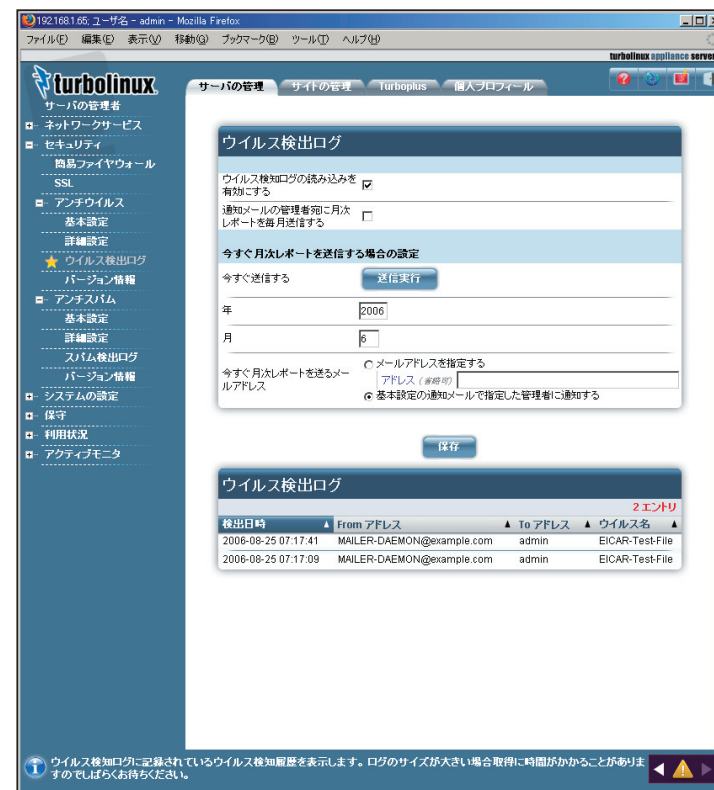 192.168.1.65; ユーザ名 - admin - Mozilla Firefox
ファイル(F) 編集(E) 表示(V) 移動(G) ブックマーク(B) ツール(T) ヘルプ(H)
turbolinux appliance server
turbolinux
サーバの管理 サイトの管理 Turboplus 個人プロフィール
サーバの管理者
ネットワークサービス
セキュリティ
簡易ファイヤウォール
SSL
アンチウイルス
基本設定
詳細設定
ウイルス検出ログ
バージョン情報
アンチスパム
基本設定
詳細設定
スパム検出ログ
バージョン情報
システムの設定
保守
利用状況
アクティブモニタ
ウイルス検出ログ
ウイルス検知ログの読み込みを
有効にする
通知メールの管理者宛に月次
レポートを毎月送信する
今すぐ月次レポートを送信する場合の設定
今すぐ送信する 送信実行
年 2006
月 6
今すぐ月次レポートを送るメー
ルアドレス
メールアドレスを指定する
アドレス (省略可)
基本設定の通知メールで指定した管理者に通知する
保存
ウイルス検出ログ
2 エントリ
検出日時 From アドレス To アドレス ウイルス名
2006-08-25 07:17:41 MAILER-DAEMON@example.com admin EICAR-Test-File
2006-08-25 07:17:09 MAILER-DAEMON@example.com admin EICAR-Test-File
ウイルス検知ログに記録されているウイルス検知履歴を表示します。ログのサイズが大きい場合取得に時間がかかることがありま
すのでしばらくお待ちください。